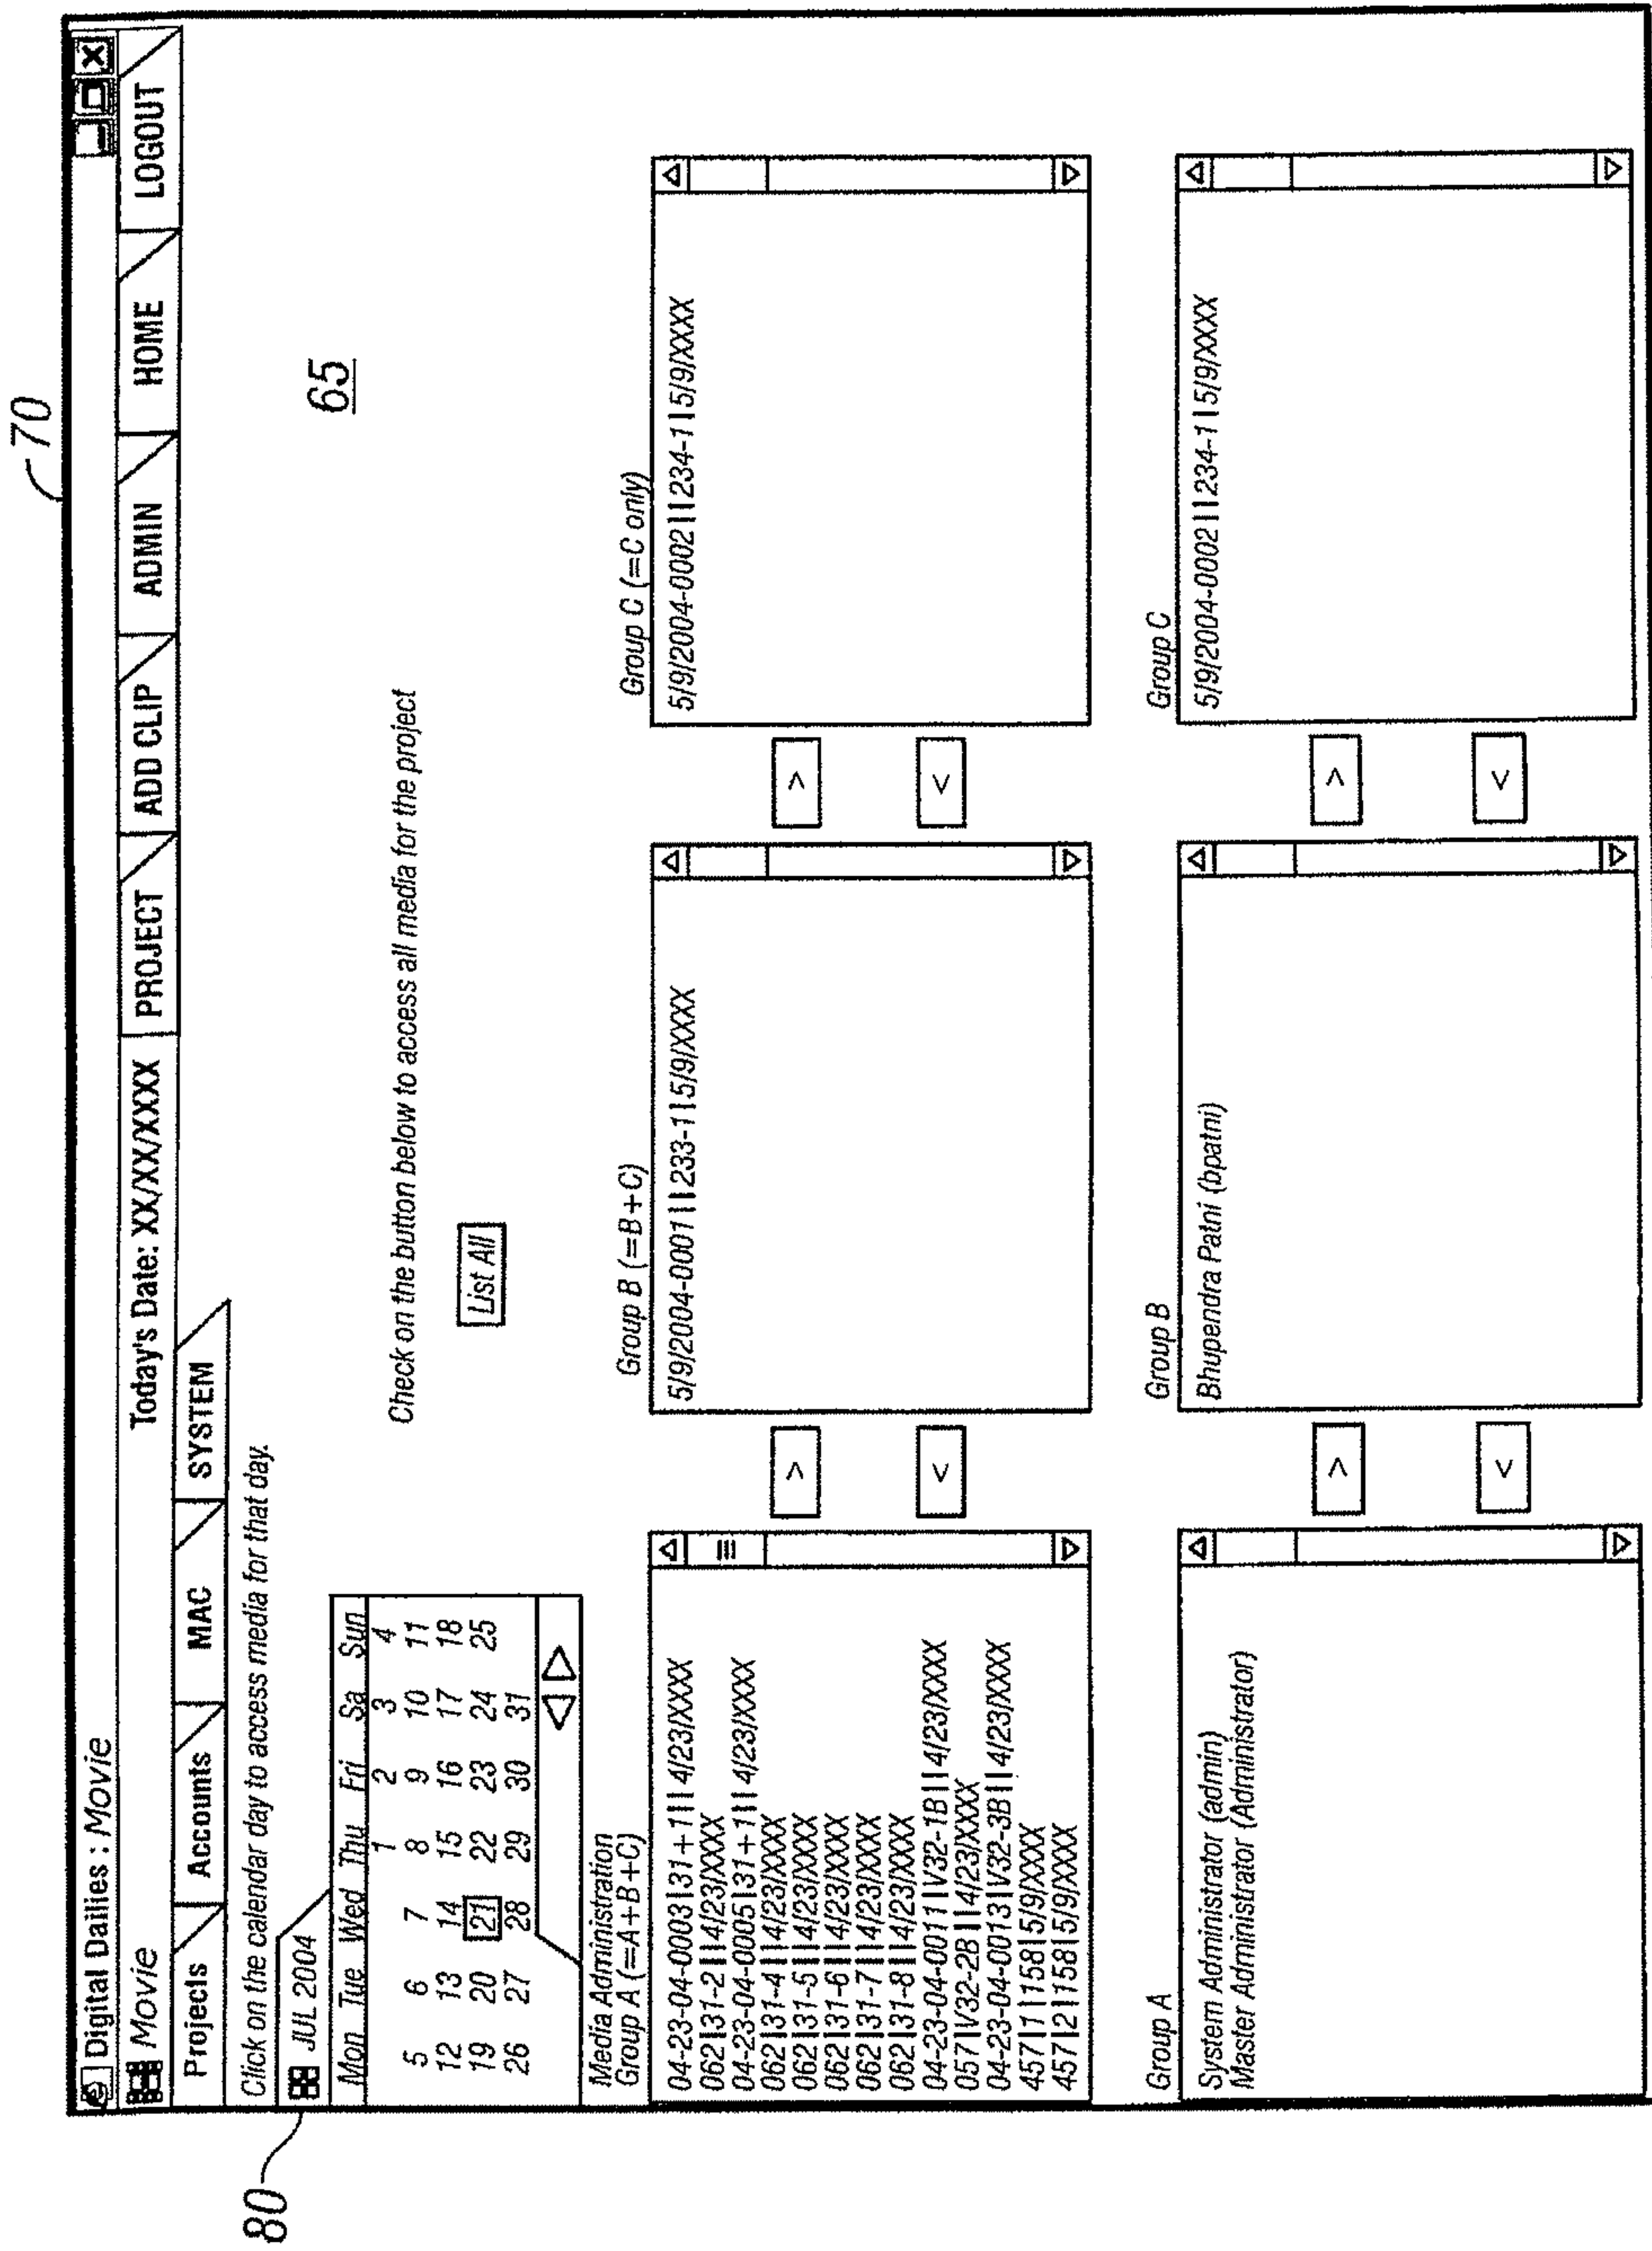 70
Digital Dailies : Movie
Movie
Today's Date: XX/XX/XXXX
PROJECT
ADD CLIP
ADMIN
HOME
LOGOUT
Projects
Accounts
MAC
SYSTEM
Click on the calendar day to access media for that day.
80
JUL 2004
65
Mon Tue Wed Thu Fri Sa Sun
1 2 3 4
5 6 7 8 9 10 11
12 13 14 15 16 17 18
19 20 21 22 23 24 25
26 27 28 29 30 31
Check on the button below to access all media for the project
List All
Media Administration
Group A (=A+B+C)
04-23-04-0003|31+1|| 4/23/XXXX
062|31-2||4/23/XXXX
04-23-04-0005|31+1|| 4/23/XXXX
062|31-4||4/23/XXXX
062|31-5||4/23/XXXX
062|31-6||4/23/XXXX
062|31-7||4/23/XXXX
062|31-8||4/23/XXXX
04-23-04-0011|V32-1B||4/23/XXXX
057|V32-2B||4/23/XXXX
04-23-04-0013|V32-3B||4/23/XXXX
457|1|158|5/9/XXXX
457|2|158|5/9/XXXX
>
<
Group B (=B+C)
5/9/2004-0001||233-1|5/9/XXXX
>
<
Group C (=C only)
5/9/2004-0002||234-1|5/9/XXXX
Group A
System Administrator (admin)
Master Administrator (Administrator)
>
<
Group B
Bhupendra Patni (bpatni)
>
<
Group C
5/9/2004-0002||234-1|5/9/XXXX